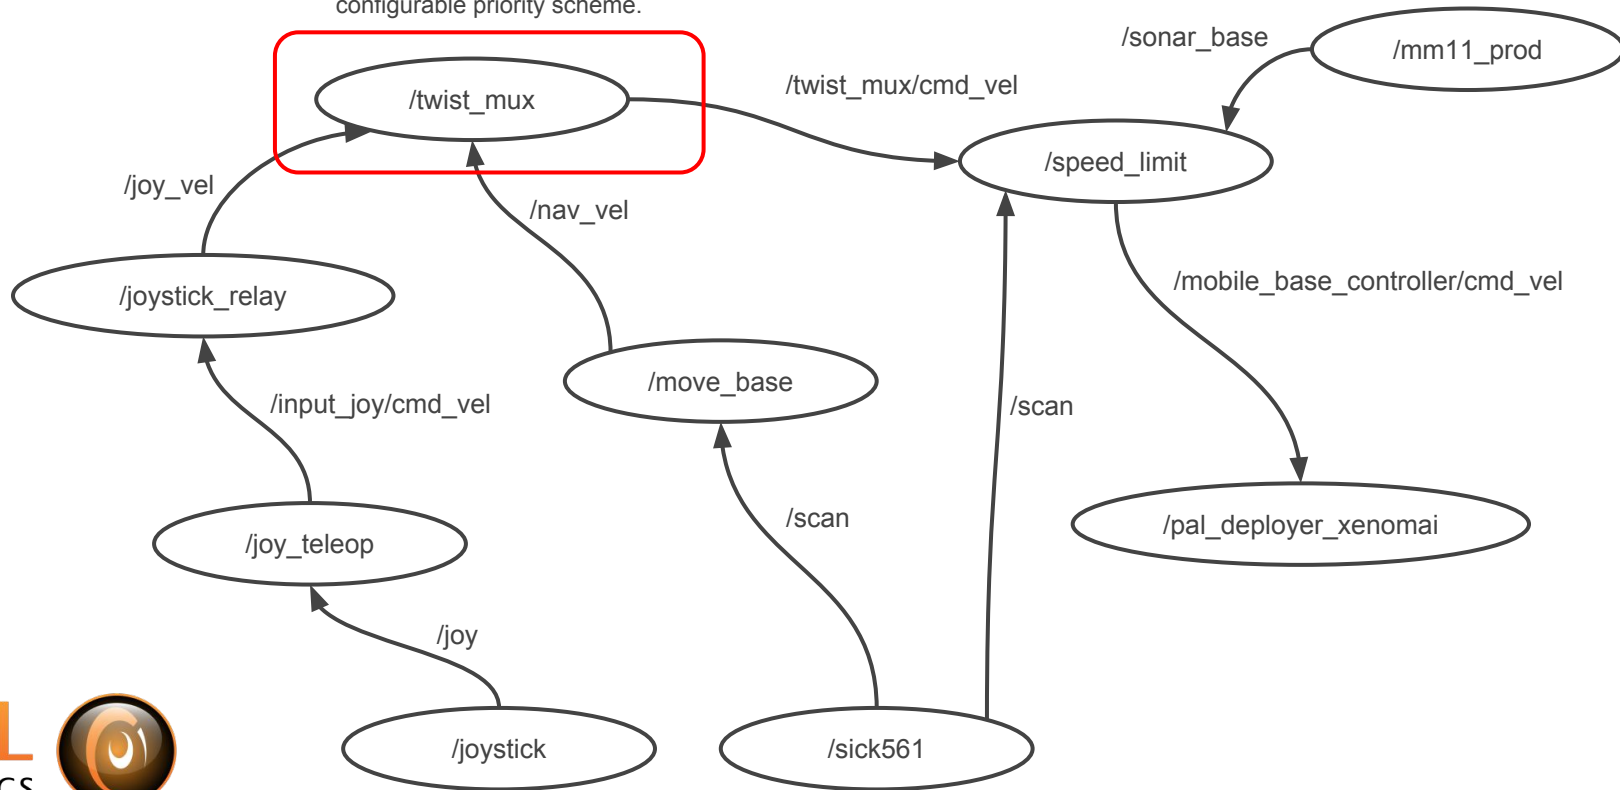 configurable priority scheme.
/sonar_base
/mm11_prod
/twist_mux
/twist_mux/cmd_vel
/speed_limit
/joy_vel
/nav_vel
/joystick_relay
/mobile_base_controller/cmd_vel
/move_base
/input_joy/cmd_vel
/scan
/scan
/pal_deployer_xenomai
/joy_teleop
/joy
/joystick
/sick561
L
CS